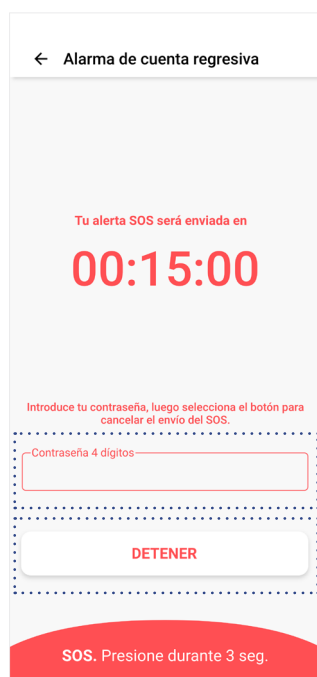 Alarma de cuenta regresiva
Tu alerta SOS será enviada en
00:15:00
Introduce tu contraseña, luego selecciona el botón para
cancelar el envío del SOS.
Contraseña 4 dígitos
DETENER
SOS. Presione durante 3 seg.